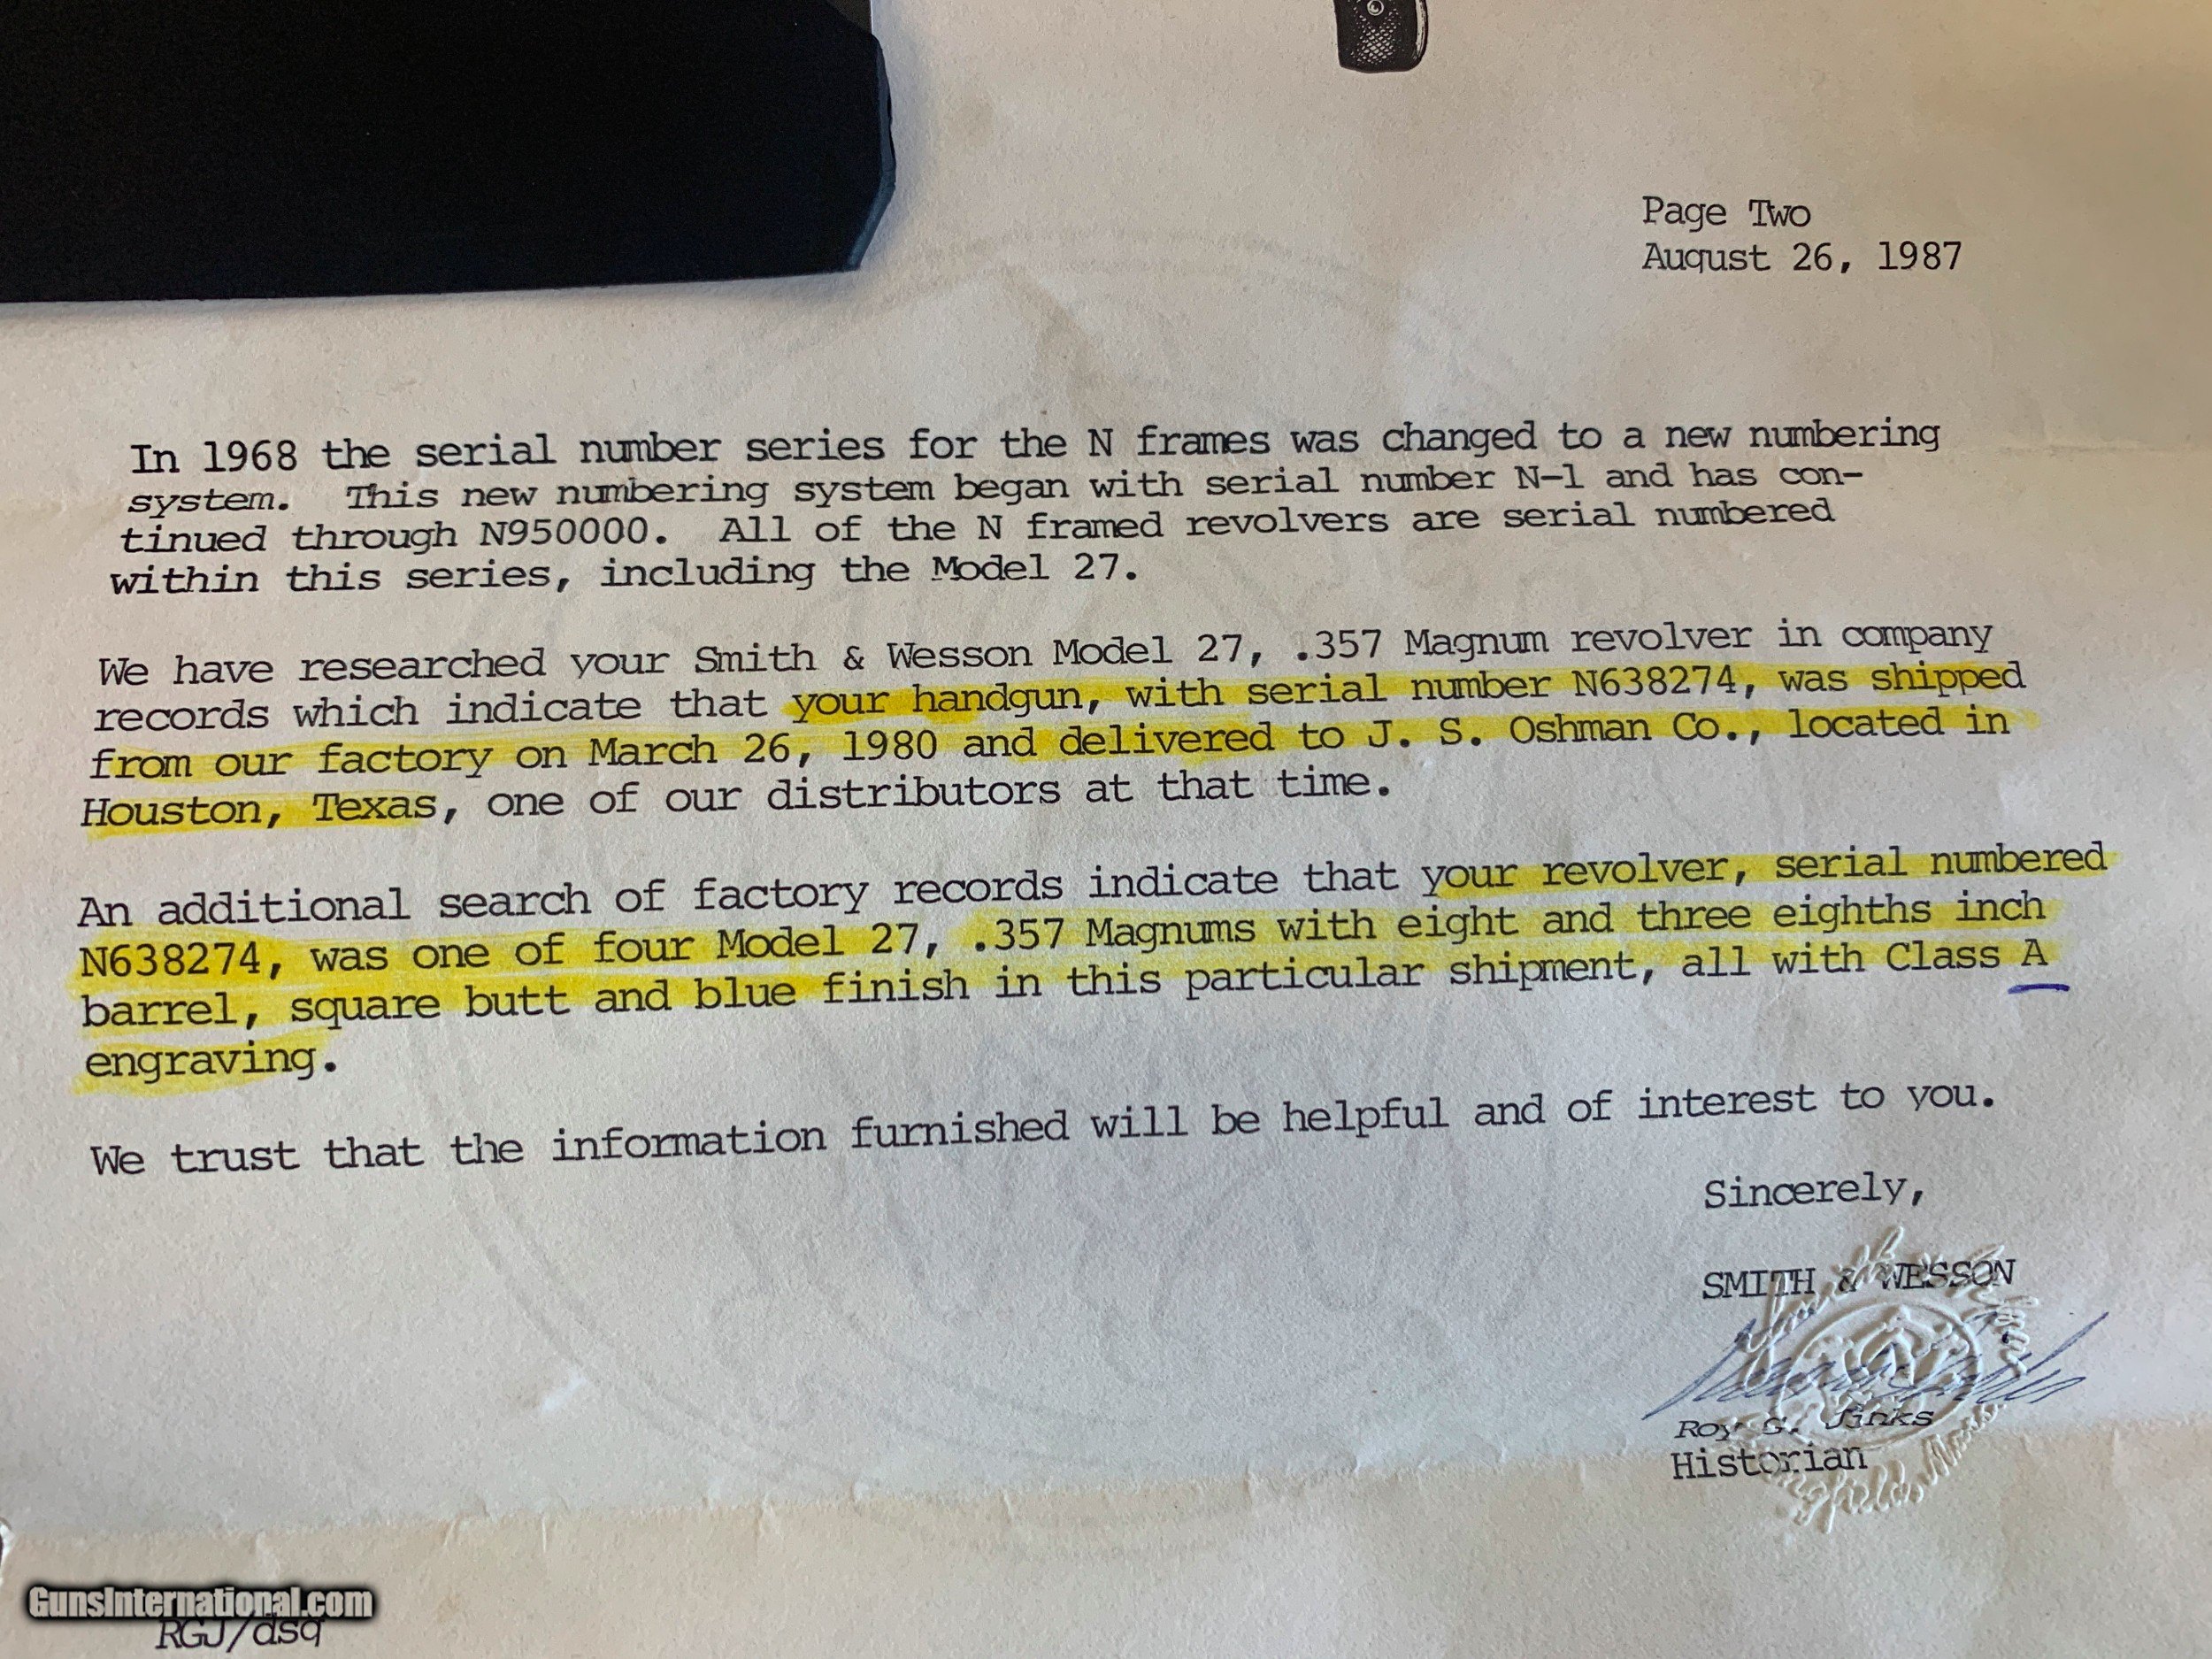 Page Two
August 26, 1987
In 1968 the serial number series for the N frames was changed to a new numbering
system. This new numbering system began with serial number N-1 and has con-
tinued through N950000. All of the N framed revolvers are serial numbered
within this series, including the Model 27.
We have researched your Smith & Wesson Model 27, .357 Magnum revolver in company
records which indicate that your handgun, with serial number N638274, was shipped
from our factory on March 26, 1980 and delivered to J. S. Oshman Co., located in
Houston, Texas, one of our distributors at that time.
An additional search of factory records indicate that your revolver, serial numbered
N638274, was one of four Model 27, .357 Magnums with eight and three eighths inch
barrel, square butt and blue finish in this particular shipment, all with Class A
engraving.
We trust that the information furnished will be helpful and of interest to you.
Sincerely,
SMITH & WESSON
Roy G. Jinks
Historian
GunsInternational.com
RGJ/dsq